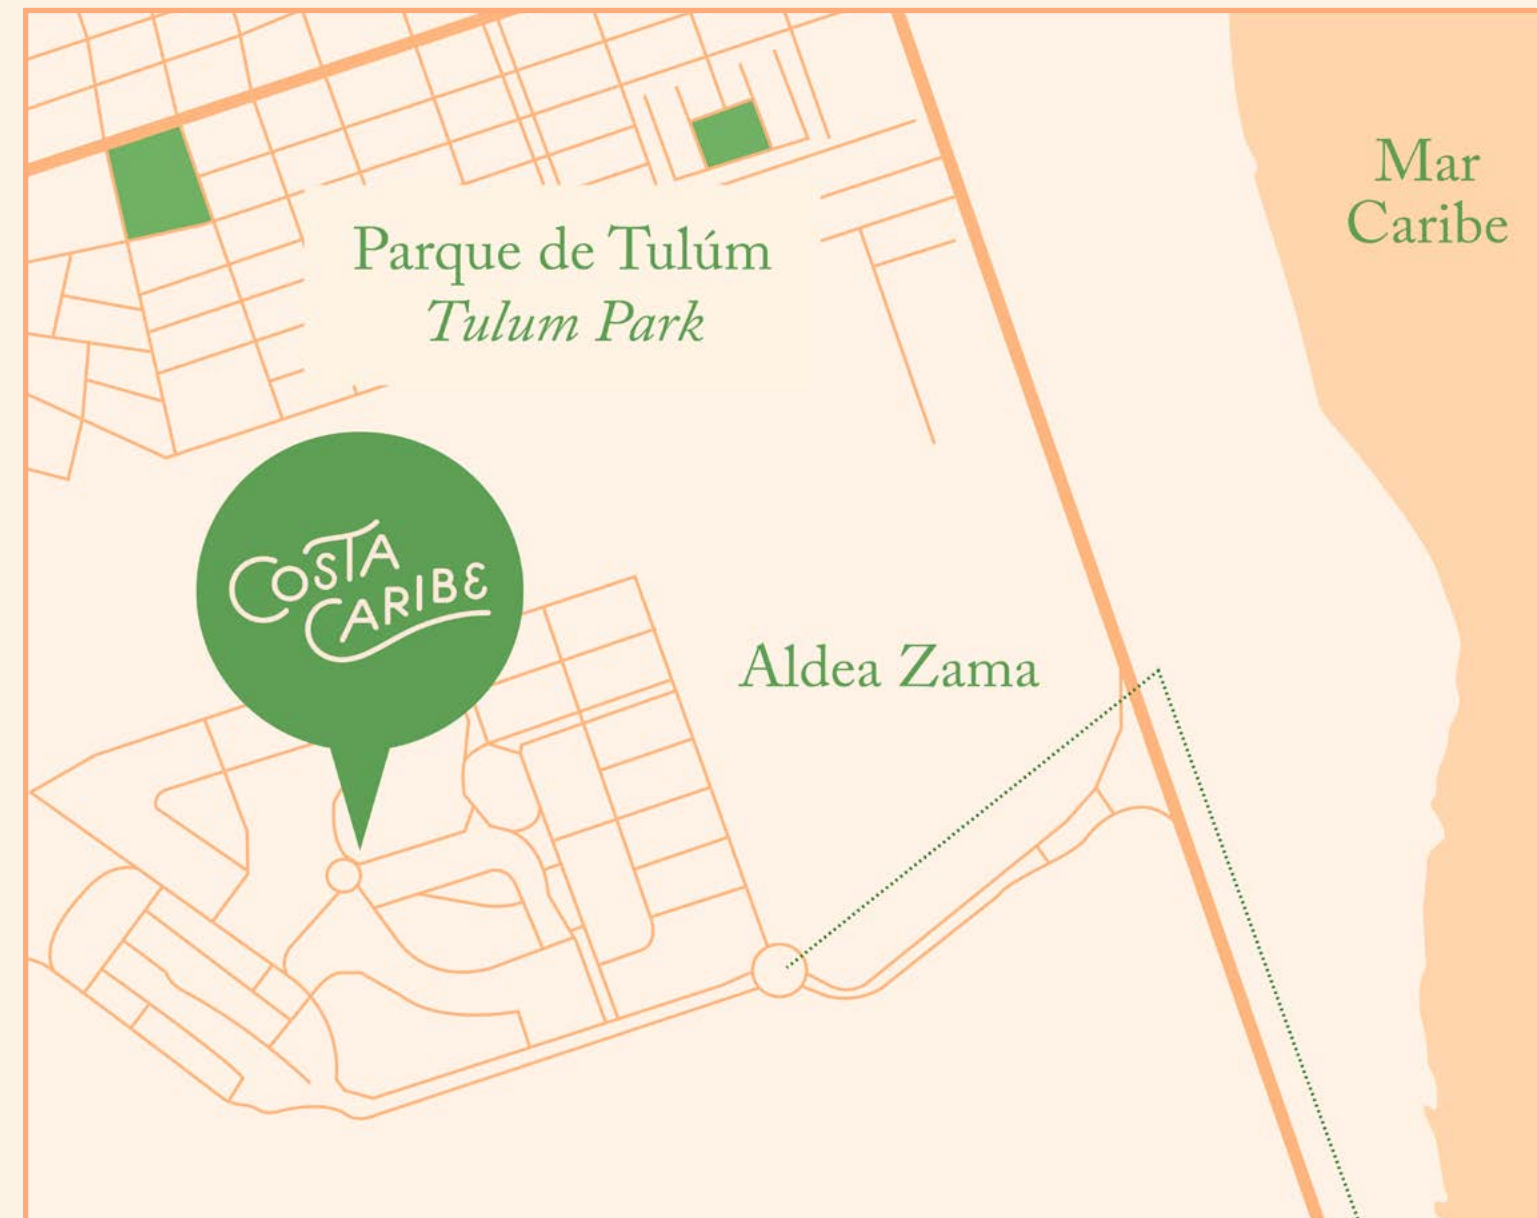 Mar
Caribe
Parque de Tulúm
Tulum Park
COSTA
CARIBE
Aldea Zama